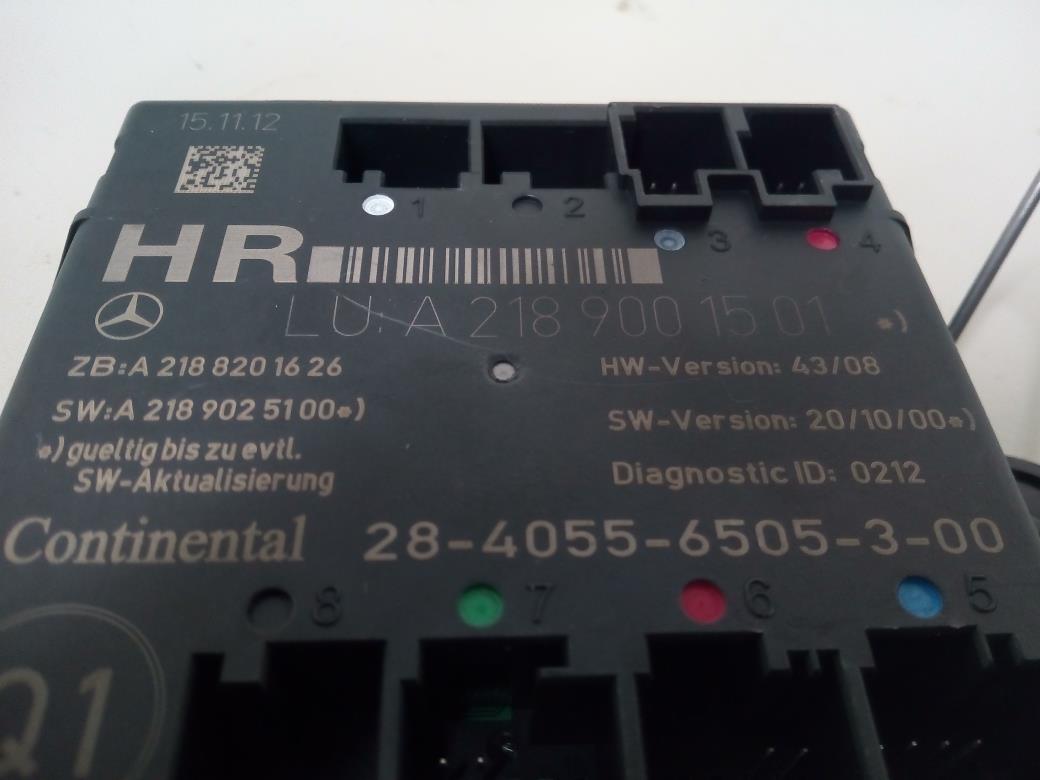 15.11.12
1 2 3 4
HR
LU: A 218 900 15 01 *)
ZB:A 218 820 16 26
HW-Version: 43/08
SW:A 218 902 51 00*)
SW-Version: 20/10/00*)
*) gueltig bis zu evtl.
SW-Aktualisierung
Diagnostic ID: 0212
Continental 28-4055-6505-3-00
8 7 6 5
Q1